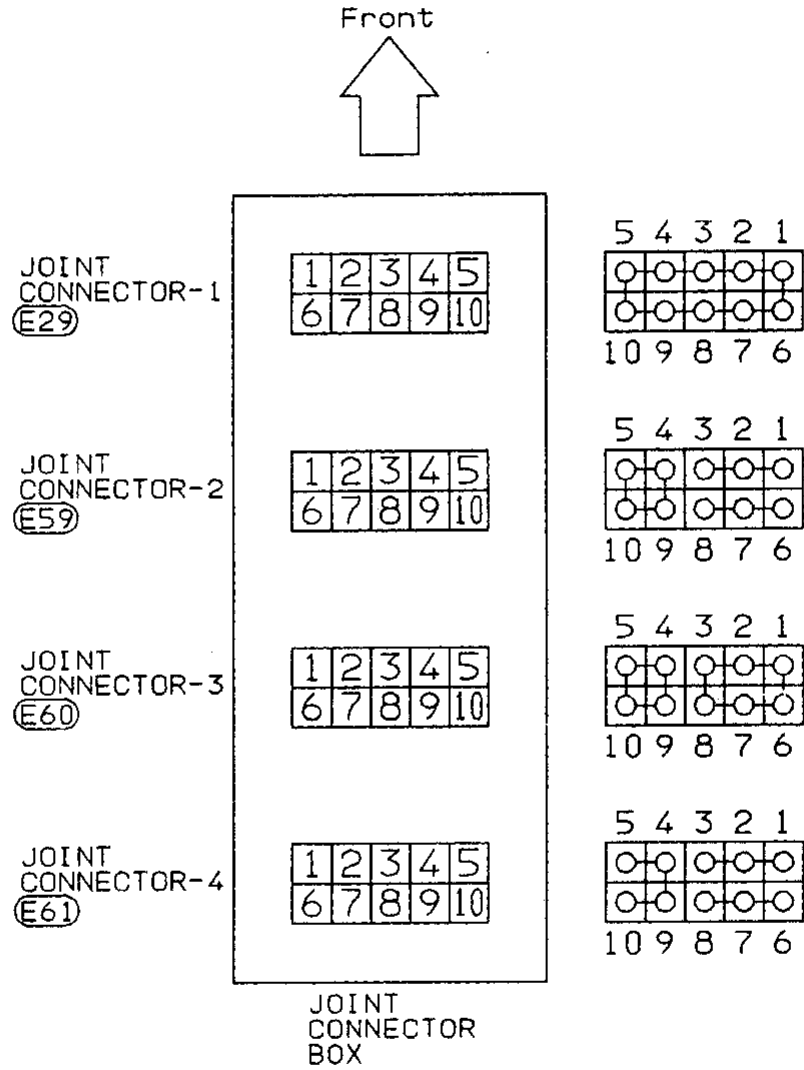 Front
JOINT
CONNECTOR-1
E29
1 2 3 4 5
6 7 8 9 10
5 4 3 2 1
10 9 8 7 6
JOINT
CONNECTOR-2
E59
1 2 3 4 5
6 7 8 9 10
5 4 3 2 1
10 9 8 7 6
JOINT
CONNECTOR-3
E60
1 2 3 4 5
6 7 8 9 10
5 4 3 2 1
10 9 8 7 6
JOINT
CONNECTOR-4
E61
1 2 3 4 5
6 7 8 9 10
5 4 3 2 1
10 9 8 7 6
JOINT
CONNECTOR
BOX